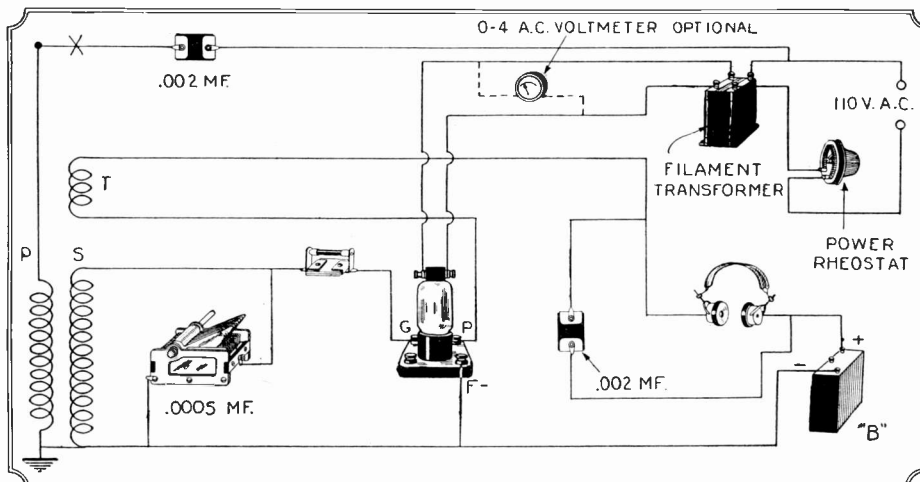 0-4 A.C. VOLTMETER OPTIONAL
X
.002 MF.
110 V. A.C.
FILAMENT
TRANSFORMER
T
POWER
RHEOSTAT
P
S
G
P
F-
.0005 MF.
.002 MF.
+
-
"B"